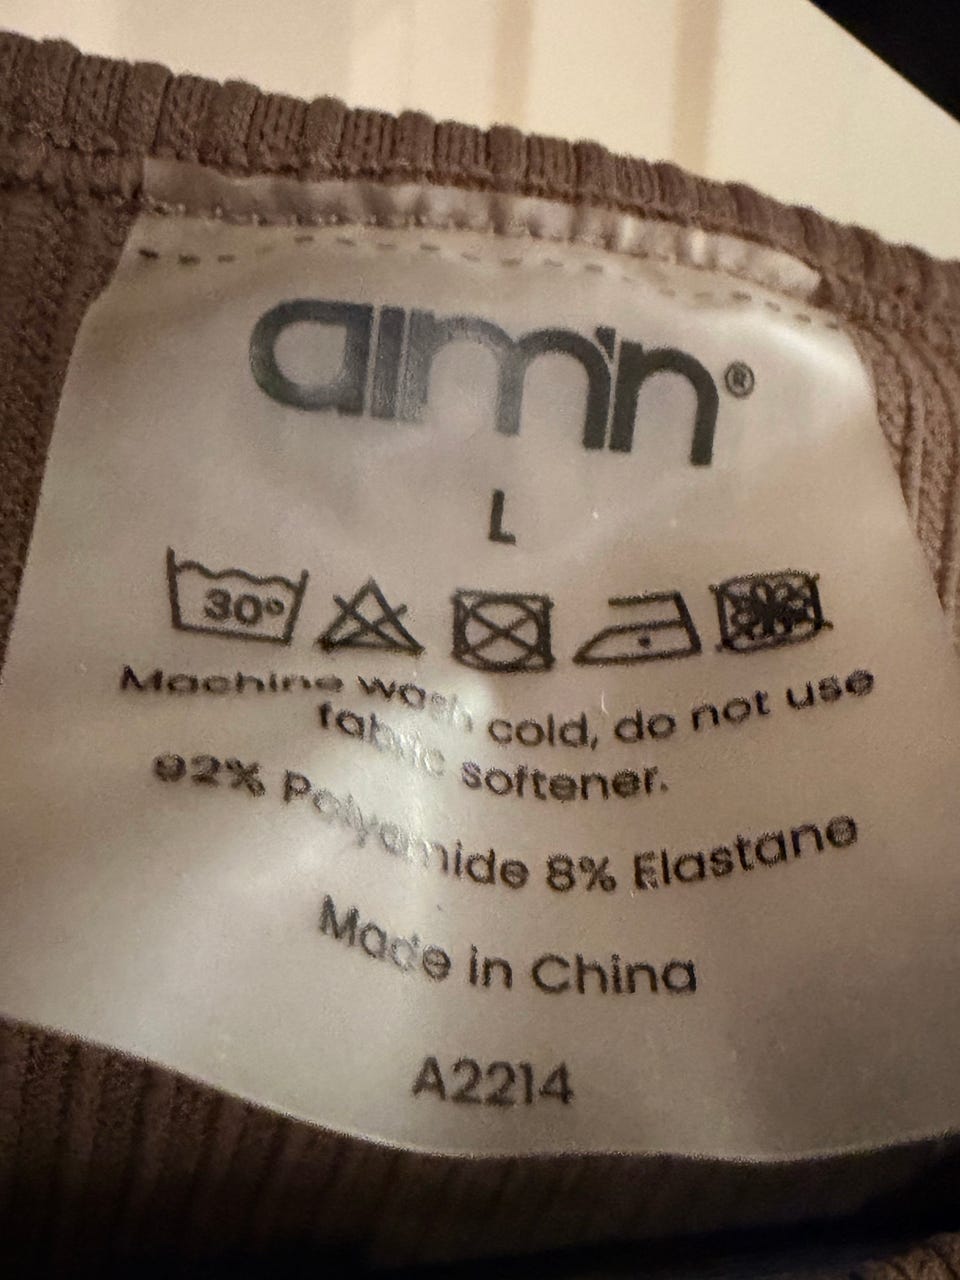 aim'n®
L
30°
Machine wash cold, do not use
fabric softener.
92% Polyamide 8% Elastane
Made in China
A2214